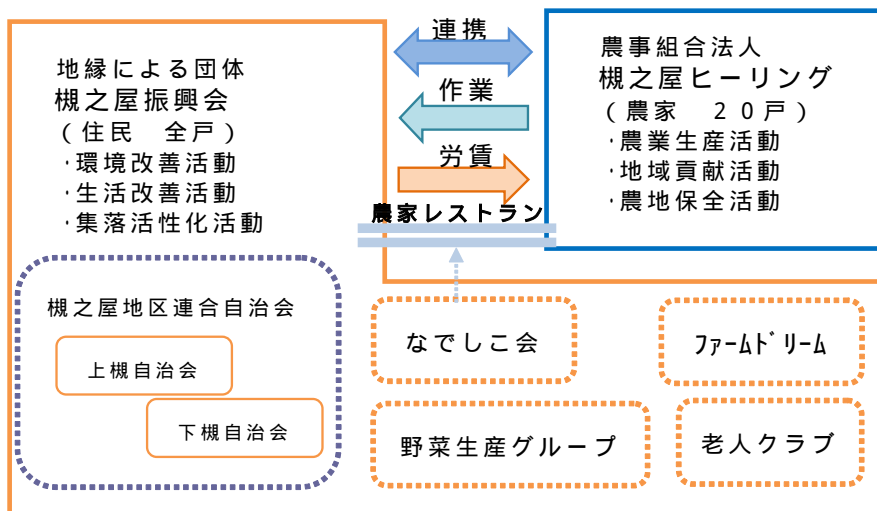 地縁による団体
槻之屋振興会
（住民　全戸）
・環境改善活動
・生活改善活動
・集落活性化活動
連携
作業
労賃
農家レストラン
農事組合法人
槻之屋ヒーリング
（農家　２０戸）
・農業生産活動
・地域貢献活動
・農地保全活動
槻之屋地区連合自治会
上槻自治会
下槻自治会
なでしこ会
ﾌｧｰﾑﾄﾞﾘｰﾑ
野菜生産グループ
老人クラブ